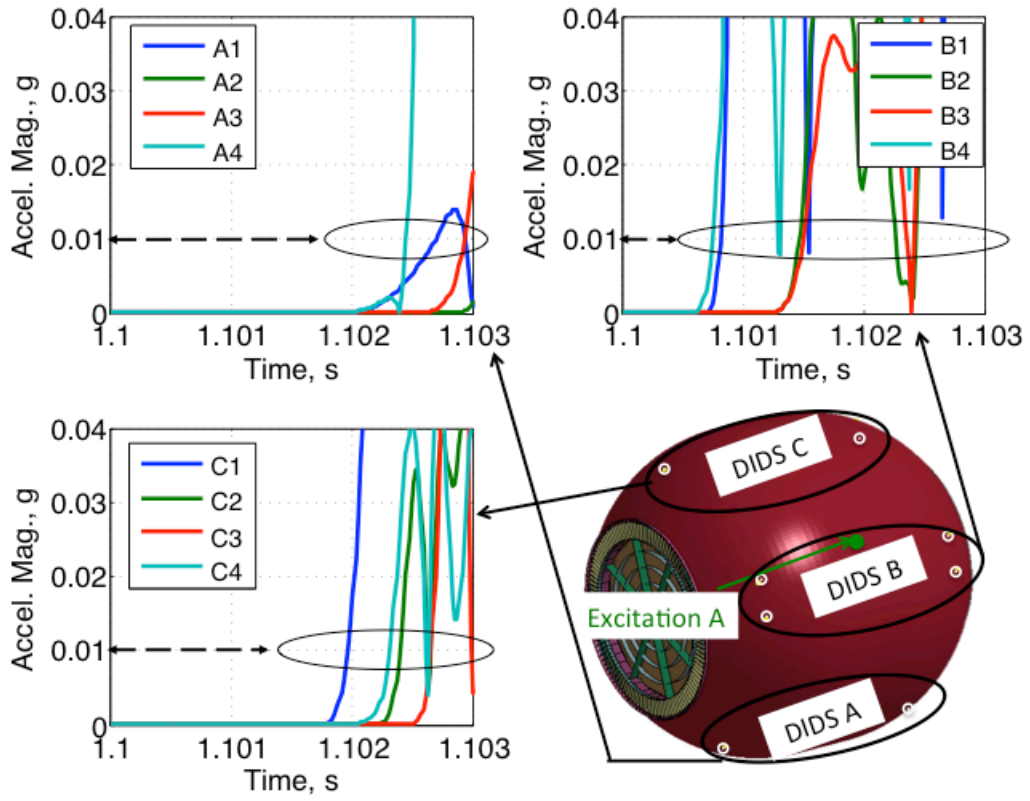 0.04
0.03
0.02
0.01
0
Accel. Mag., g
A1
A2
A3
A4
1.1
1.101
1.102
1.103
Time, s
0.04
0.03
0.02
0.01
0
Accel. Mag., g
B1
B2
B3
B4
1.1
1.101
1.102
1.103
Time, s
0.04
0.03
0.02
0.01
0
Accel. Mag., g
C1
C2
C3
C4
1.1
1.101
1.102
1.103
Time, s
DIDS C
DIDS B
Excitation A
DIDS A